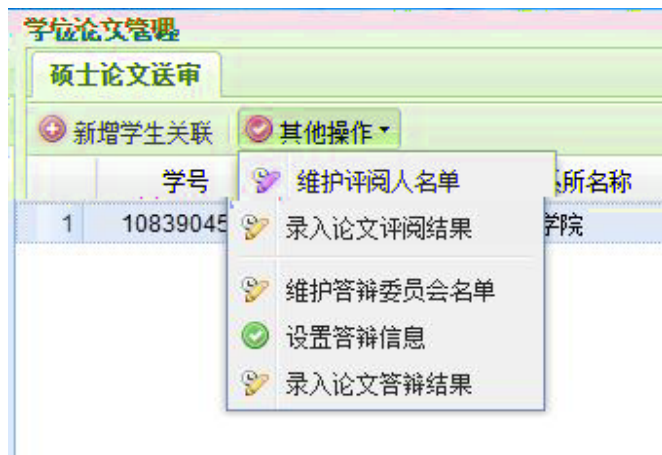 学位论文管理
硕士论文送审
新增学生关联 其他操作
学号 所名称
1 10839045 学院
维护评阅人名单
录入论文评阅结果
维护答辩委员会名单
设置答辩信息
录入论文答辩结果